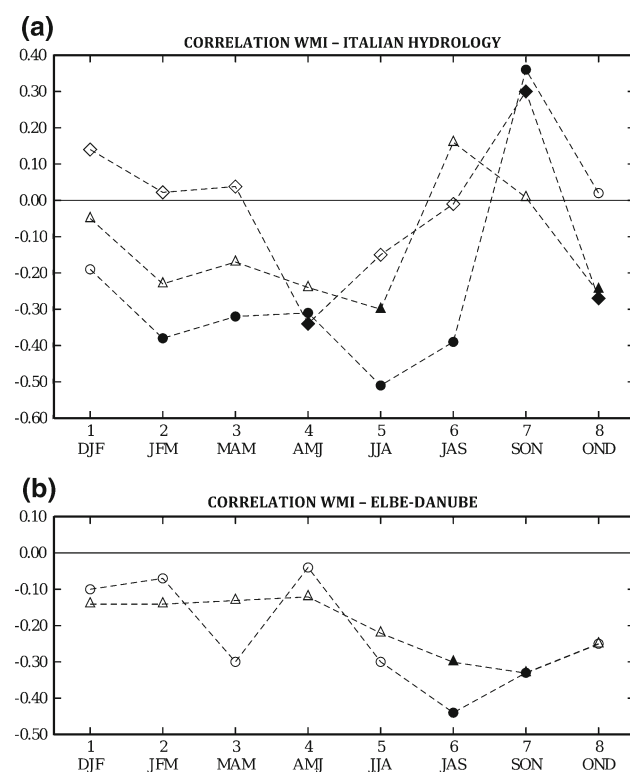 (a)
CORRELATION WMI – ITALIAN HYDROLOGY
0.40
0.30
0.20
0.10
0.00
-0.10
-0.20
-0.30
-0.40
-0.50
-0.60
1 2 3 4 5 6 7 8
DJF JFM MAM AMJ JJA JAS SON OND
(b)
CORRELATION WMI – ELBE-DANUBE
0.10
0.00
-0.10
-0.20
-0.30
-0.40
-0.50
1 2 3 4 5 6 7 8
DJF JFM MAM AMJ JJA JAS SON OND